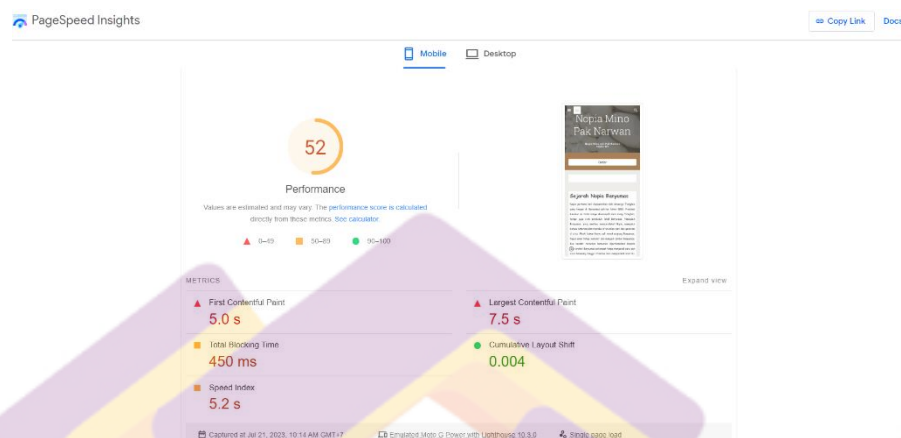 PageSpeed Insights
Copy Link
Docs
Mobile
Desktop
52
Performance
Values are estimated and may vary. The performance score is calculated
directly from these metrics. See calculator.
0–49
50–89
90–100
Nopia Mino
Pak Narwan
Sejarah Nopia Banyumas
METRICS
Expand view
First Contentful Paint
5.0 s
Largest Contentful Paint
7.5 s
Total Blocking Time
450 ms
Cumulative Layout Shift
0.004
Speed Index
5.2 s
Captured at Jul 21, 2023, 10:14 AM GMT+7
Emulated Moto G Power with Lighthouse 10.3.0
Single page load